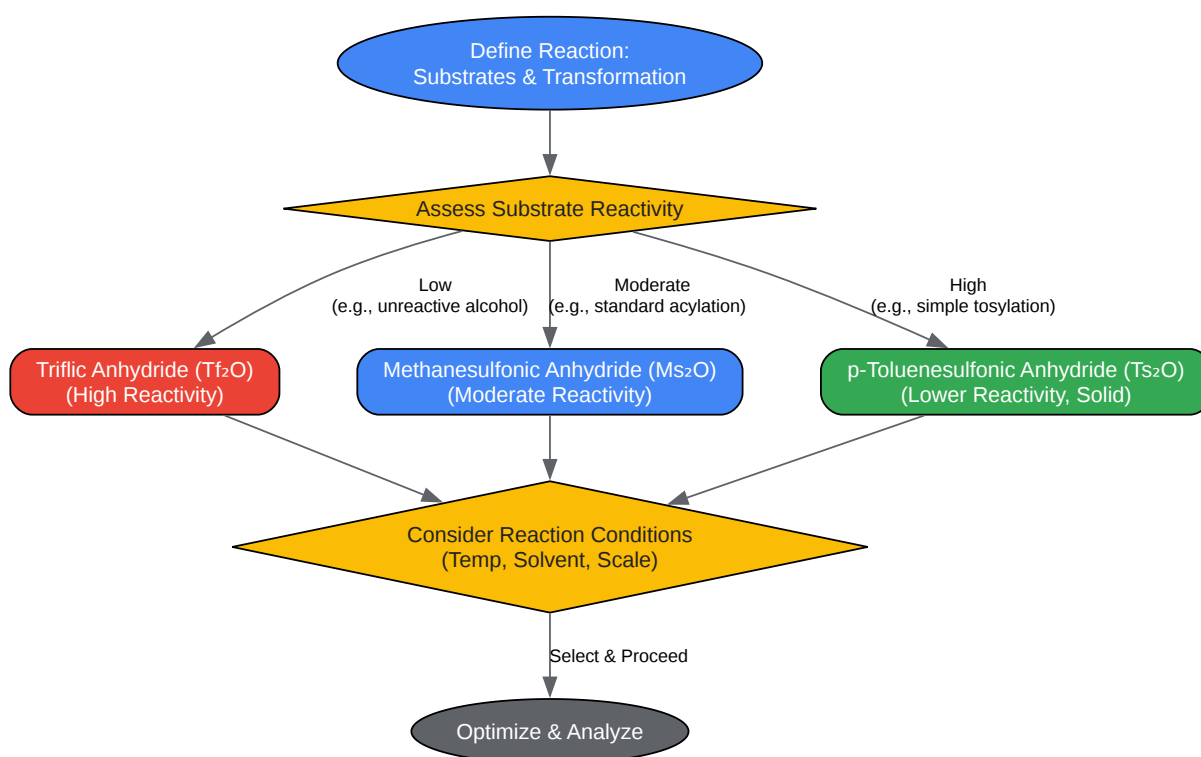 Define Reaction:
Substrates & Transformation
Assess Substrate Reactivity
Low
(e.g., unreactive alcohol)
Moderate
(e.g., standard acylation)
High
(e.g., simple tosylation)
Triflic Anhydride (Tf₂O)
(High Reactivity)
Methanesulfonic Anhydride (Ms₂O)
(Moderate Reactivity)
p-Toluenesulfonic Anhydride (Ts₂O)
(Lower Reactivity, Solid)
Consider Reaction Conditions
(Temp, Solvent, Scale)
Select & Proceed
Optimize & Analyze